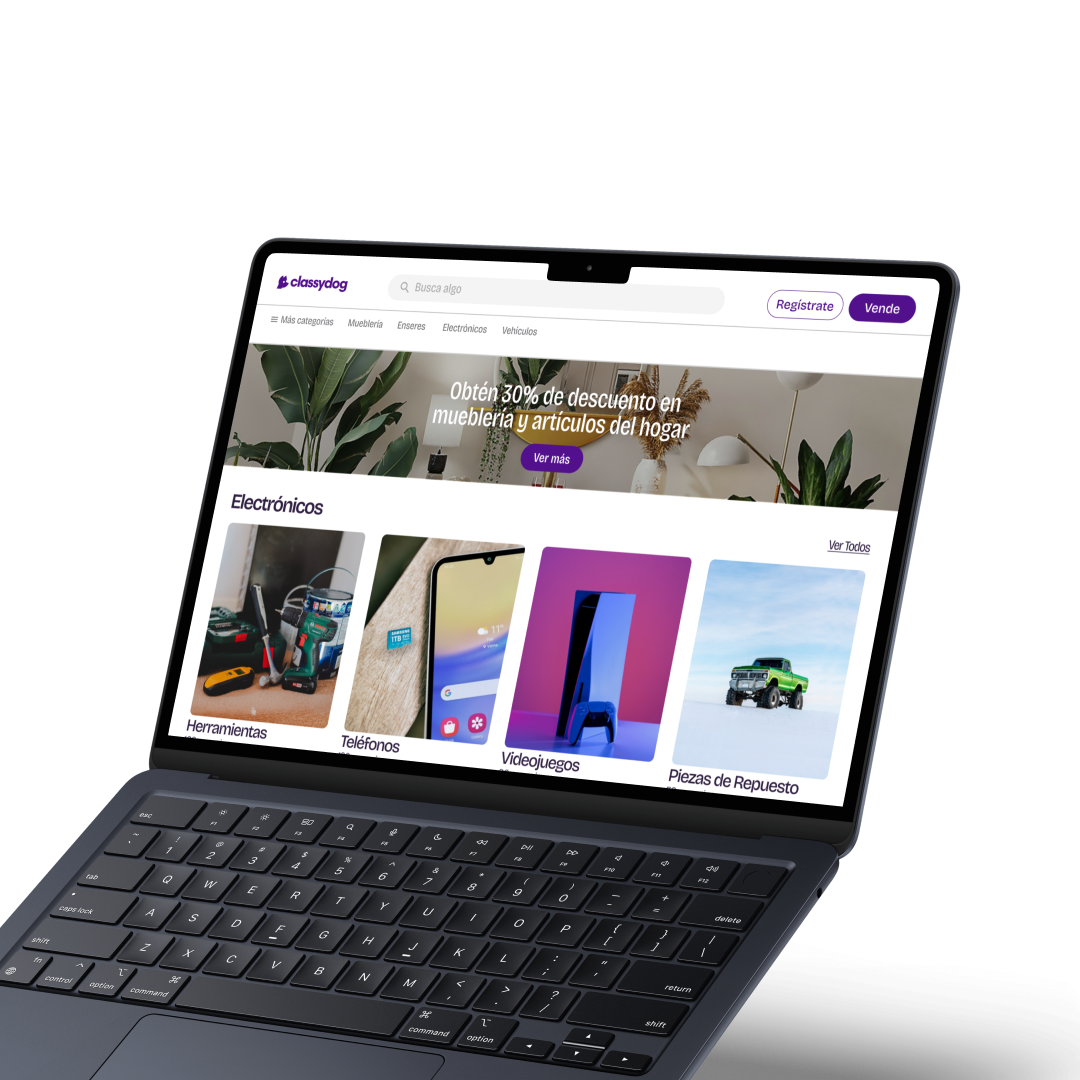 classydog
Busca algo
Regístrate
Vende
Más categorías
Mueblería
Enseres
Electrónicos
Vehículos
Obtén 30% de descuento en
mueblería y artículos del hogar
Ver más
Electrónicos
Ver Todos
SAMSUNG
1TB
11°
G
Herramientas
Teléfonos
Videojuegos
Piezas de Repuesto
esc
F1 F2 F3 F4 F5 F6 F7 F8 F9 F10 F11 F12
~ `
! 1 @ 2 # 3 $ 4 % 5 ^ 6 & 7 * 8 ( 9 ) 0 _ - + = delete
tab Q W E R T Y U I O P { [ } ] | \
caps lock A S D F G H J K L : ; " ' return
shift Z X C V B N M < , > . ? / shift
fn control option command command option